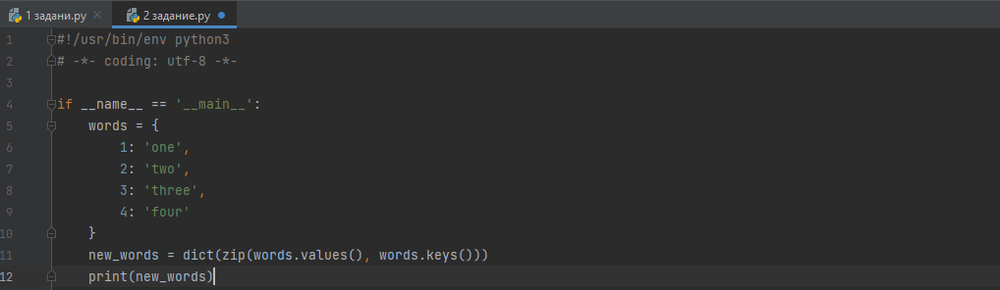 1 задани.py 2 задание.py
1 #!/usr/bin/env python3
2 # -*- coding: utf-8 -*-
3
4 if __name__ == '__main__':
5 words = {
6 1: 'one',
7 2: 'two',
8 3: 'three',
9 4: 'four'
10 }
11 new_words = dict(zip(words.values(), words.keys()))
12 print(new_words)